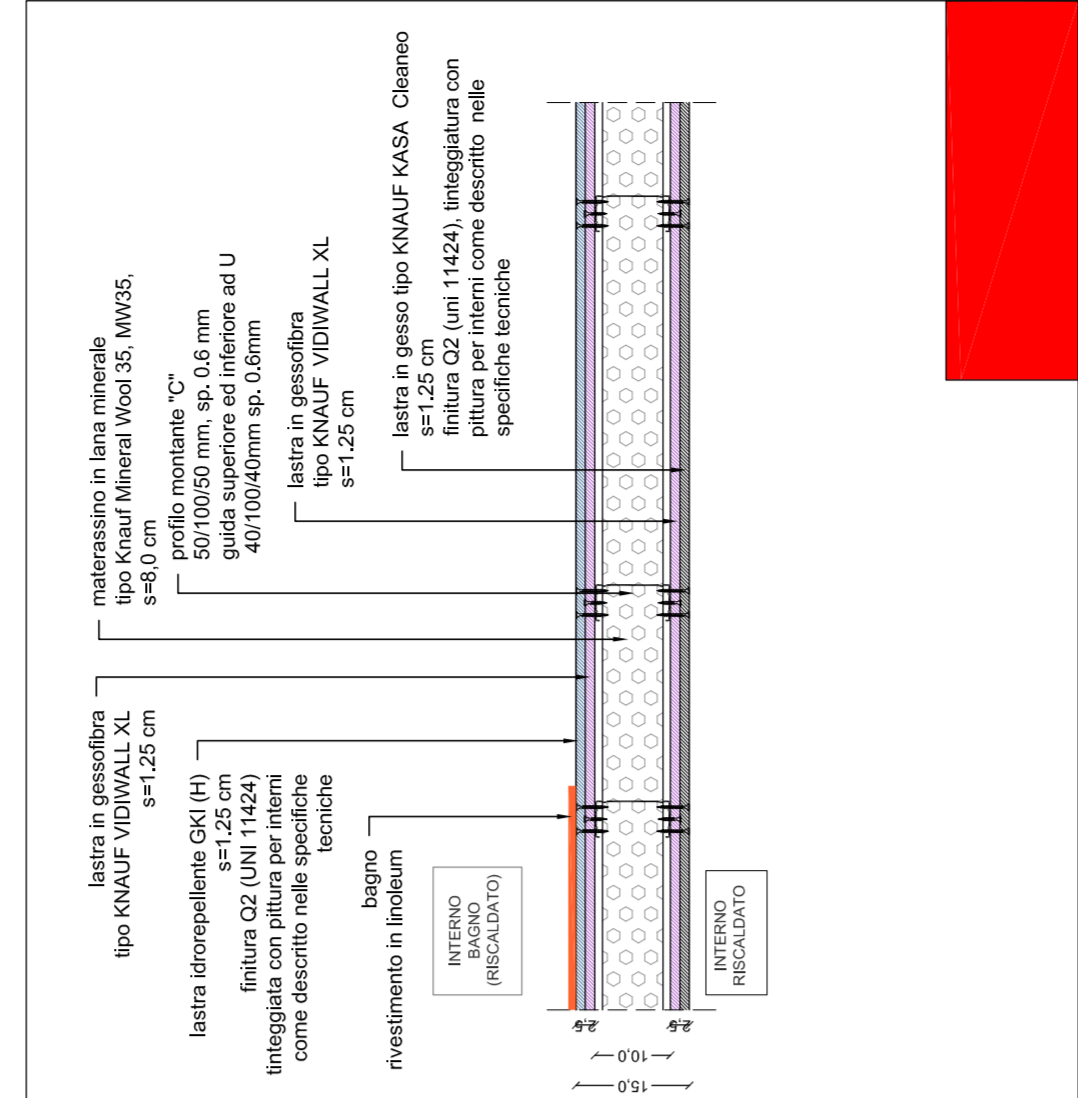 lastra in gessofibra
tipo KNAUF VIDIWALL XL
s=1.25 cm
materassino in lana minerale
tipo Knauf Mineral Wool 35, MW35,
s=8,0 cm
profilo montante "C"
50/100/50 mm, sp. 0.6 mm
guida superiore ed inferiore ad U
40/100/40mm sp. 0.6mm
lastra in gessofibra
tipo KNAUF VIDIWALL XL
s=1.25 cm
lastra in gesso tipo KNAUF KASA Cleaneo
s=1.25 cm
finitura Q2 (uni 11424), tinteggiatura con
pittura per interni come descritto nelle
specifiche tecniche
lastra idrorepellente GKI (H)
s=1.25 cm
finitura Q2 (UNI 11424)
tinteggiata con pittura per interni
come descritto nelle specifiche
tecniche
bagno
rivestimento in linoleum
INTERNO
BAGNO
(RISCALDATO)
INTERNO
RISCALDATO
2,5
2,5
10,0
15,0